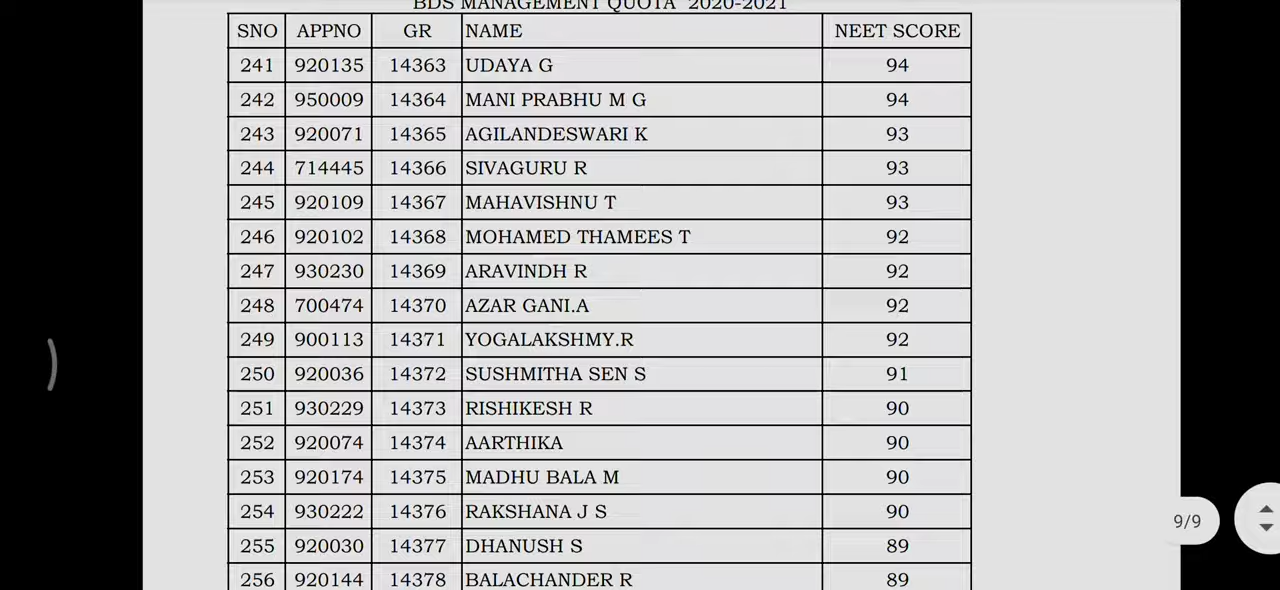 BDS MANAGEMENT QUOTA 2020-2021
SNO APPNO GR NAME NEET SCORE
241 920135 14363 UDAYA G 94
242 950009 14364 MANI PRABHU M G 94
243 920071 14365 AGILANDESWARI K 93
244 714445 14366 SIVAGURU R 93
245 920109 14367 MAHAVISHNU T 93
246 920102 14368 MOHAMED THAMEES T 92
247 930230 14369 ARAVINDH R 92
248 700474 14370 AZAR GANI.A 92
249 900113 14371 YOGALAKSHMY.R 92
250 920036 14372 SUSHMITHA SEN S 91
251 930229 14373 RISHIKESH R 90
252 920074 14374 AARTHIKA 90
253 920174 14375 MADHU BALA M 90
254 930222 14376 RAKSHANA J S 90
255 920030 14377 DHANUSH S 89
256 920144 14378 BALACHANDER R 89
9/9